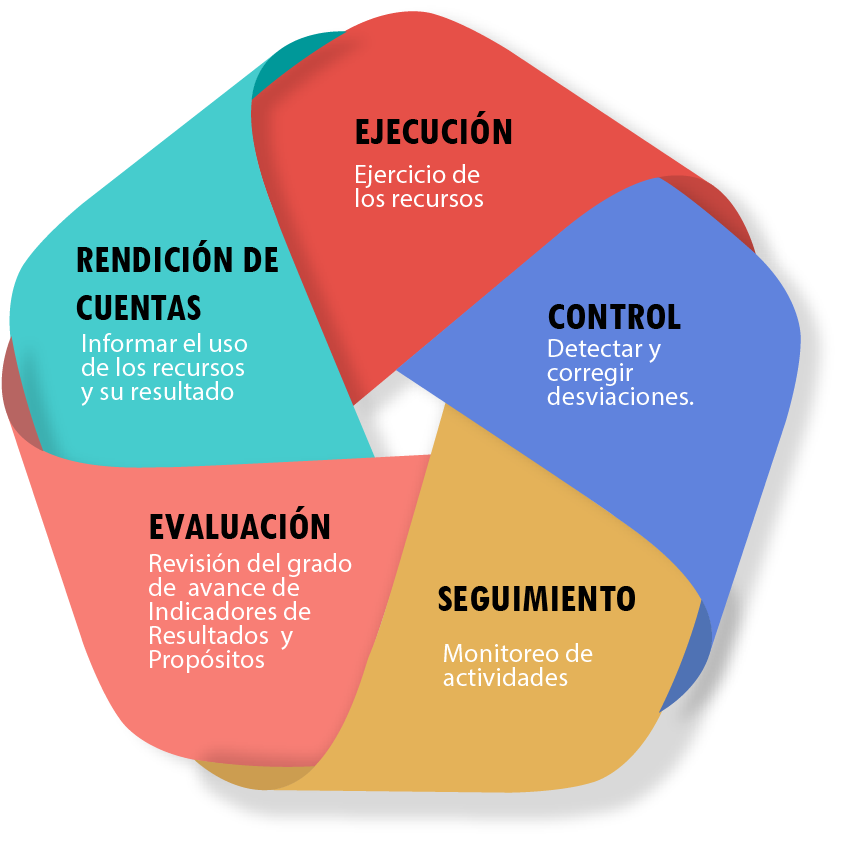 EJECUCIÓN
Ejercicio de
los recursos
CONTROL
Detectar y
corregir
desviaciones.
SEGUIMIENTO
Monitoreo de
actividades
EVALUACIÓN
Revisión del grado
de avance de
Indicadores de
Resultados y
Propósitos
RENDICIÓN DE
CUENTAS
Informar el uso
de los recursos
y su resultado